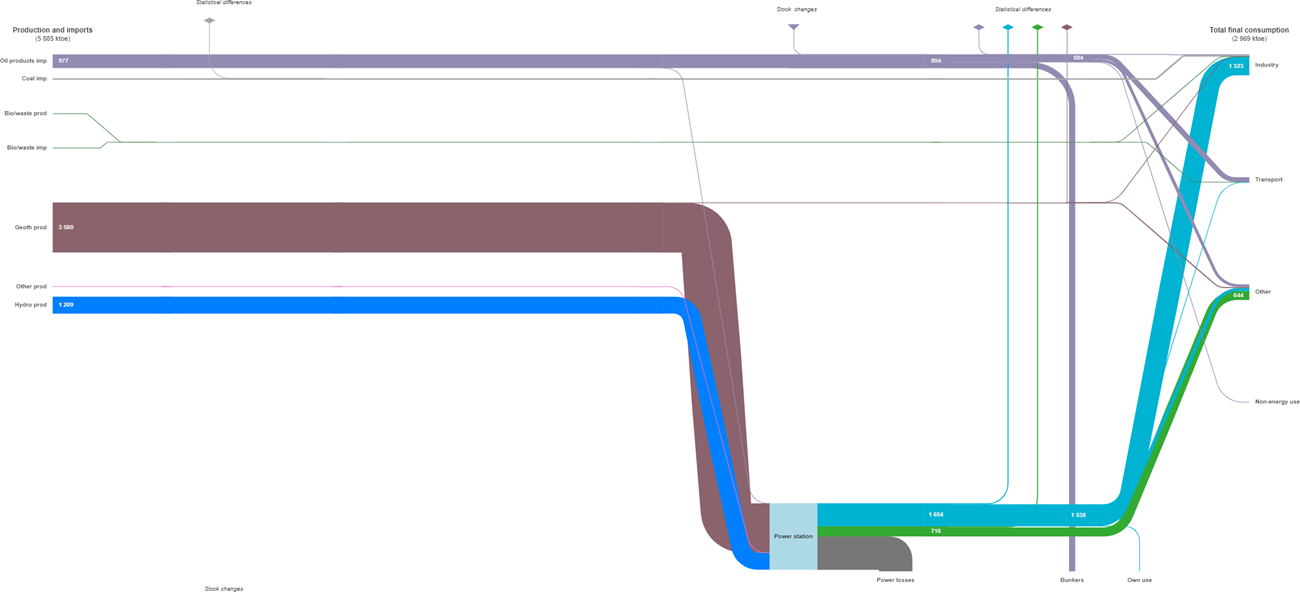 Statistical differences
Stock changes
Statistical differences
Production and imports
(5 885 ktoe)
Total final consumption
(2 969 ktoe)
Oil products imp
977
994
984
1 323
Industry
Coal imp
Bio/waste prod
Bio/waste imp
Transport
Geoth prod
3 580
Other prod
Other
644
Hydro prod
1 209
Non-energy use
1 654
1 538
716
Power station
Power losses
Bunkers
Own use
Stock changes